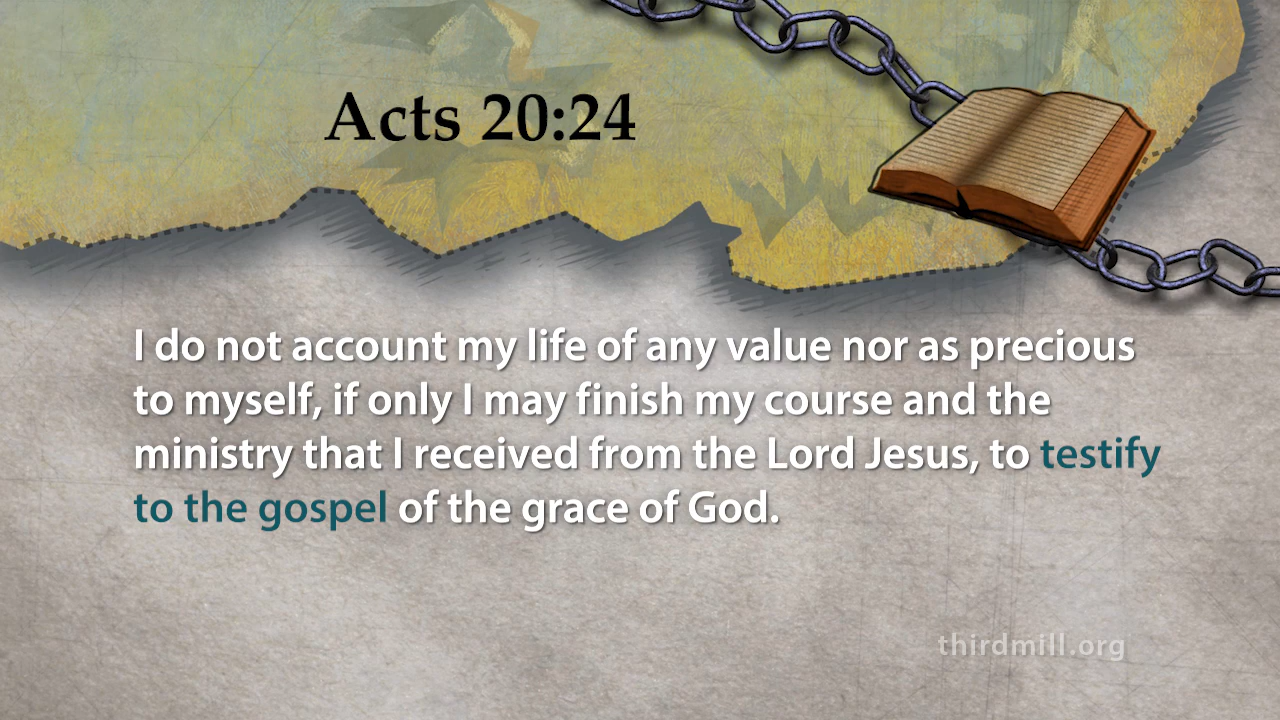 Acts 20:24
I do not account my life of any value nor as precious
to myself, if only I may finish my course and the
ministry that I received from the Lord Jesus, to testify
to the gospel of the grace of God.
thirdmill.org